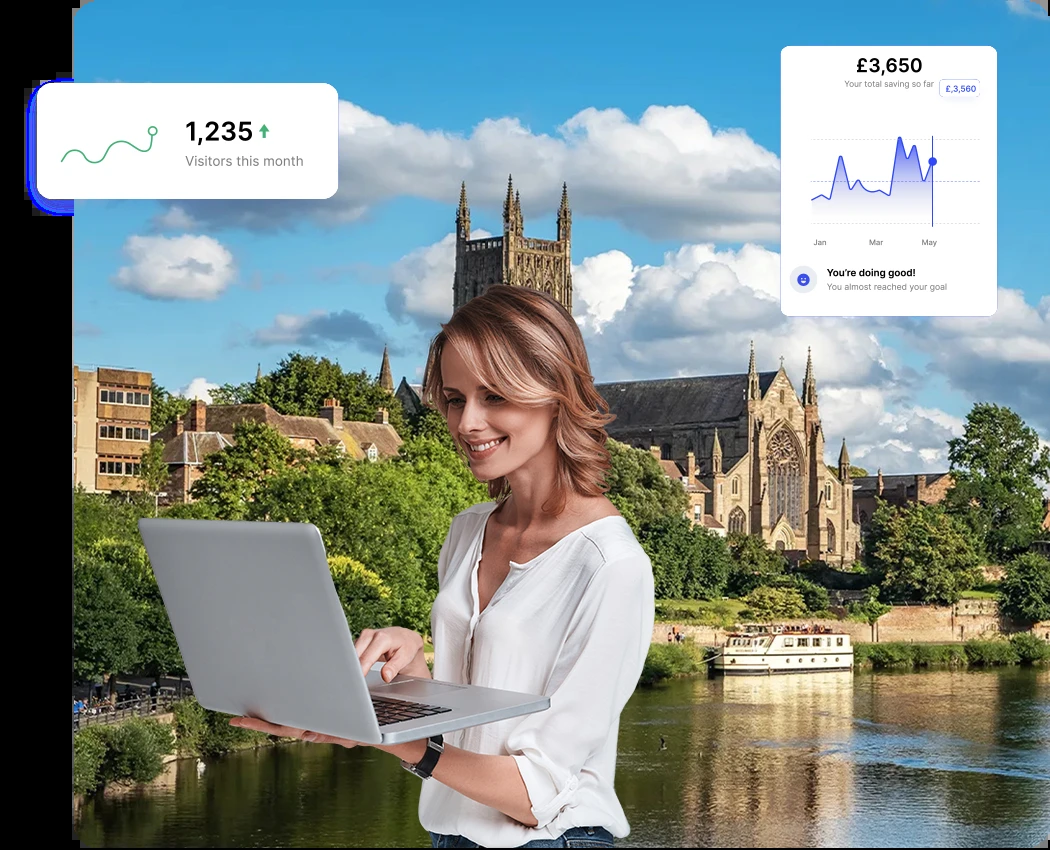 1,235
Visitors this month
£3,650
Your total saving so far
£,3,560
Jan Mar May
You're doing good!
You almost reached your goal